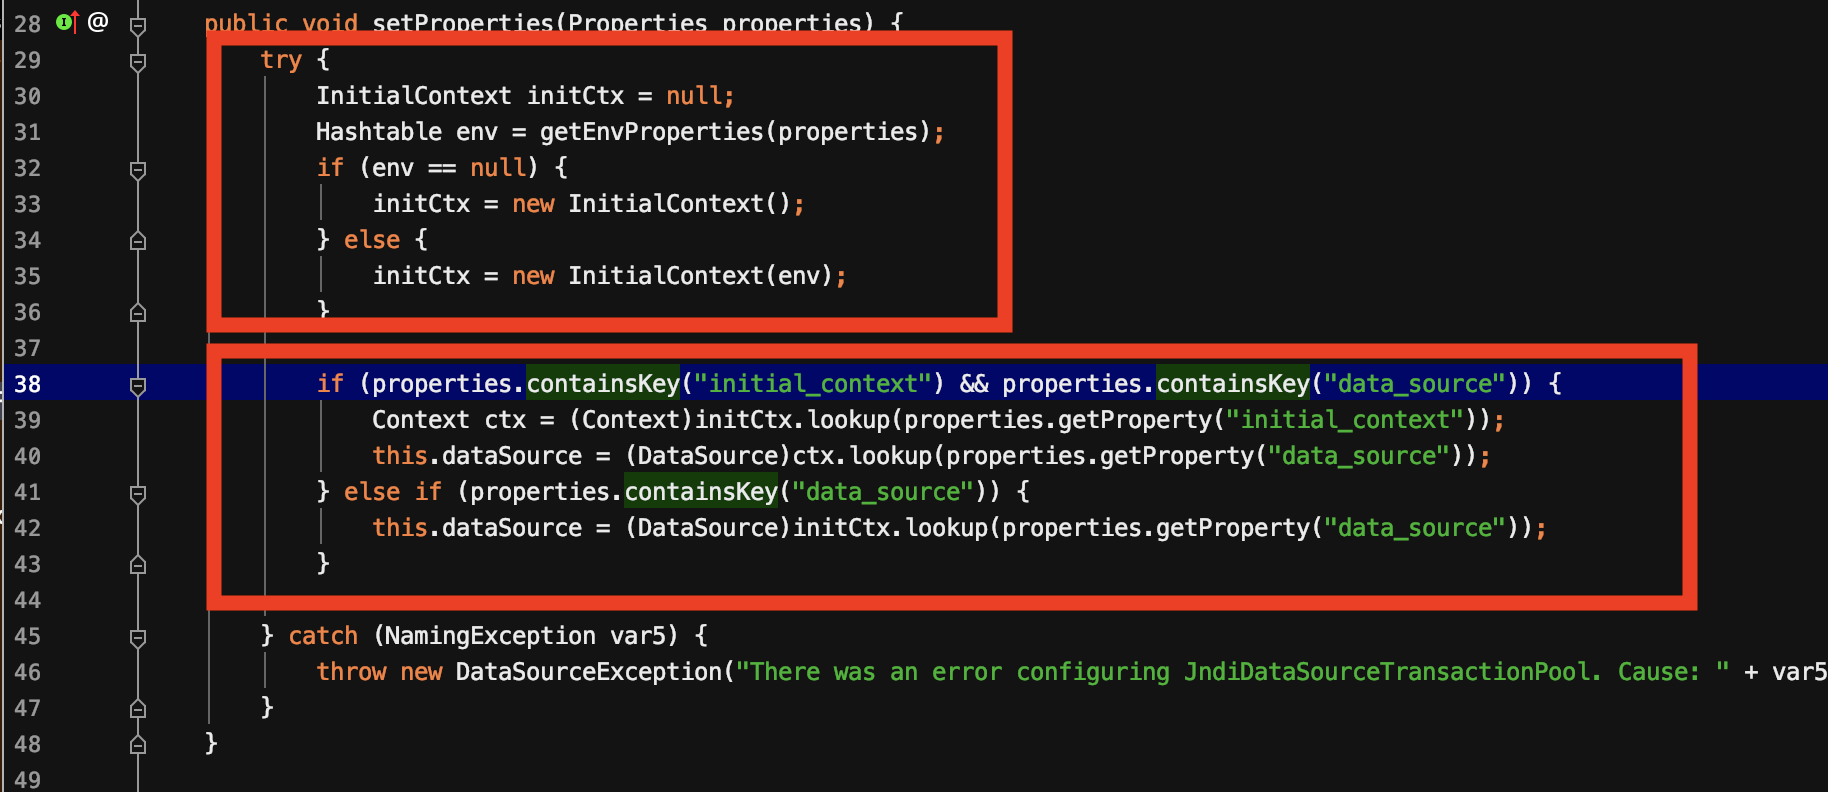 28 @ public void setProperties(Properties properties) {
29 try {
30 InitialContext initCtx = null;
31 Hashtable env = getEnvProperties(properties);
32 if (env == null) {
33 initCtx = new InitialContext();
34 } else {
35 initCtx = new InitialContext(env);
36 }
37
38 if (properties.containsKey("initial_context") && properties.containsKey("data_source")) {
39 Context ctx = (Context)initCtx.lookup(properties.getProperty("initial_context"));
40 this.dataSource = (DataSource)ctx.lookup(properties.getProperty("data_source"));
41 } else if (properties.containsKey("data_source")) {
42 this.dataSource = (DataSource)initCtx.lookup(properties.getProperty("data_source"));
43 }
44
45 } catch (NamingException var5) {
46 throw new DataSourceException("There was an error configuring JndiDataSourceTransactionPool. Cause: " + var5
47 }
48 }
49